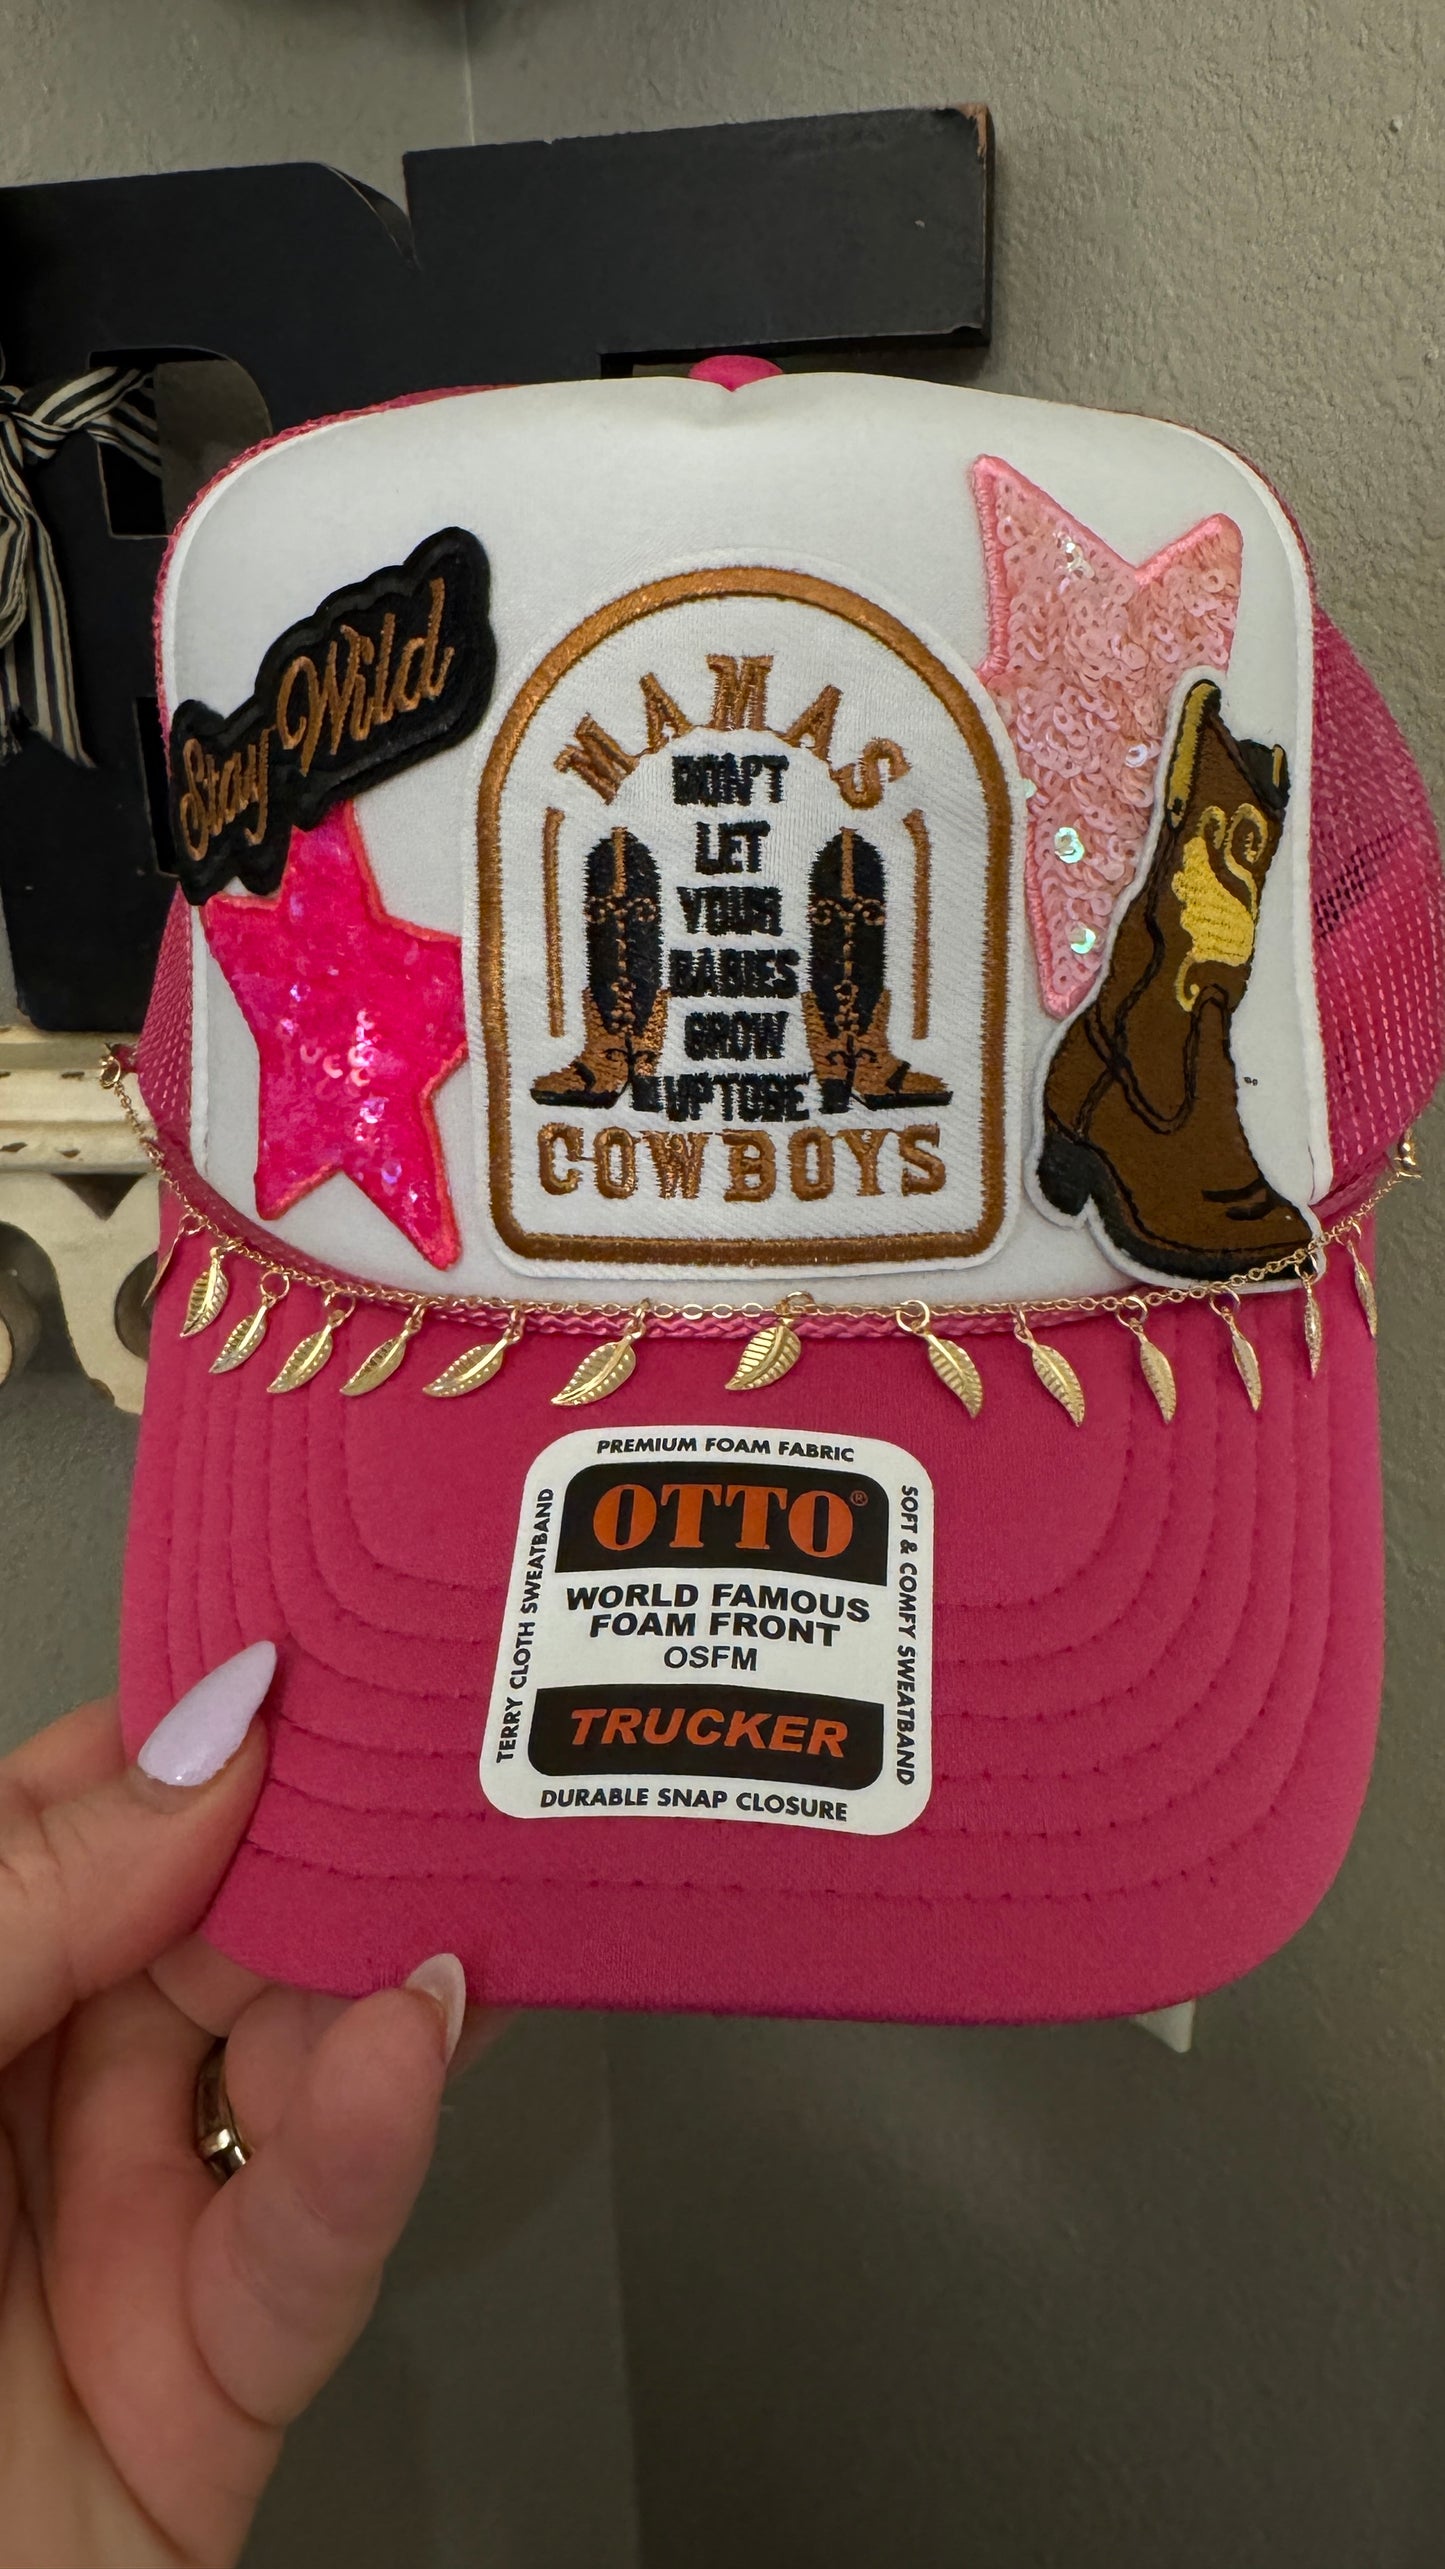 Stay Wild
MAMAS
DON'T
LET
YOUR
BABIES
GROW
UP TO BE
COWBOYS
PREMIUM FOAM FABRIC
OTTO®
WORLD FAMOUS
FOAM FRONT
OSFM
TRUCKER
DURABLE SNAP CLOSURE
TERRY CLOTH SWEATBAND
SOFT & COMFY SWEATBAND